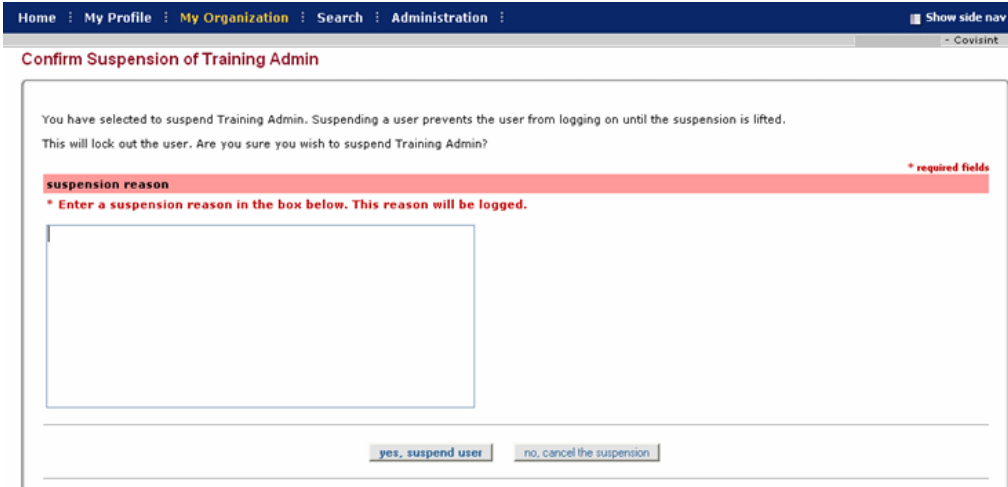 Home : My Profile : My Organization : Search : Administration :
Show side nav
- Covisint
Confirm Suspension of Training Admin
You have selected to suspend Training Admin. Suspending a user prevents the user from logging on until the suspension is lifted.
This will lock out the user. Are you sure you wish to suspend Training Admin?
* required fields
suspension reason
* Enter a suspension reason in the box below. This reason will be logged.
yes, suspend user
no, cancel the suspension